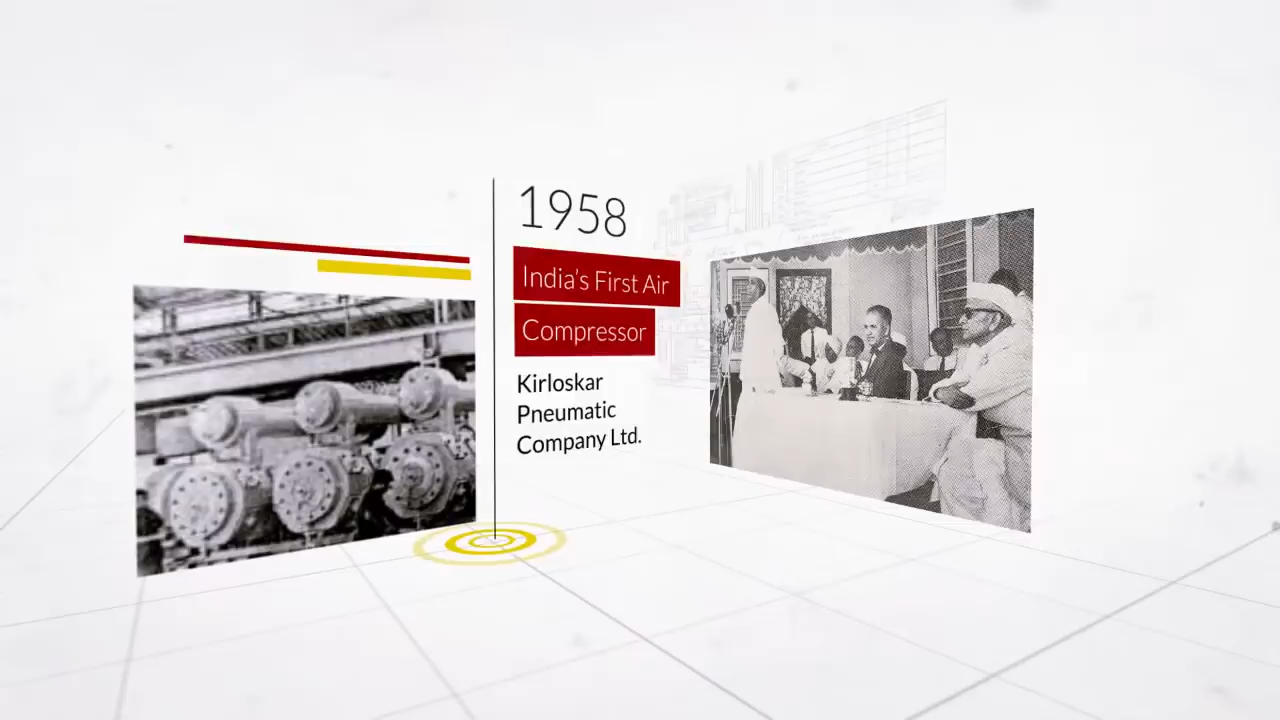 1958
India's First Air
Compressor
Kirloskar
Pneumatic
Company Ltd.